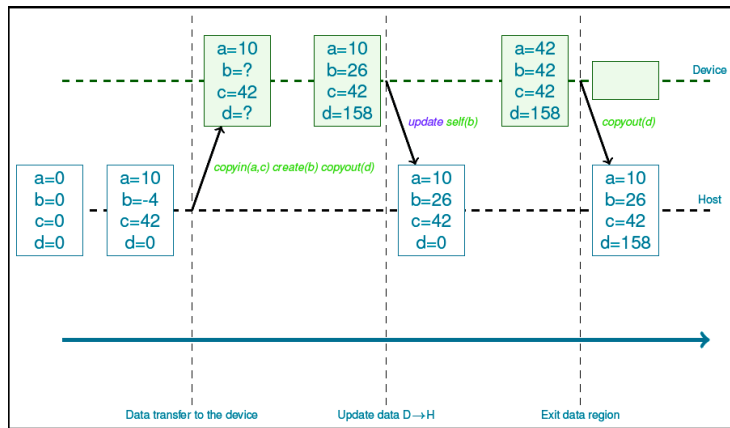 a=10
b=?
c=42
d=?
a=10
b=26
c=42
d=158
a=42
b=42
c=42
d=158
Device
update self(b)
copyout(d)
copyin(a,c) create(b) copyout(d)
a=0
b=0
c=0
d=0
a=10
b=-4
c=42
d=0
a=10
b=26
c=42
d=0
a=10
b=26
c=42
d=158
Host
Data transfer to the device
Update data D→H
Exit data region